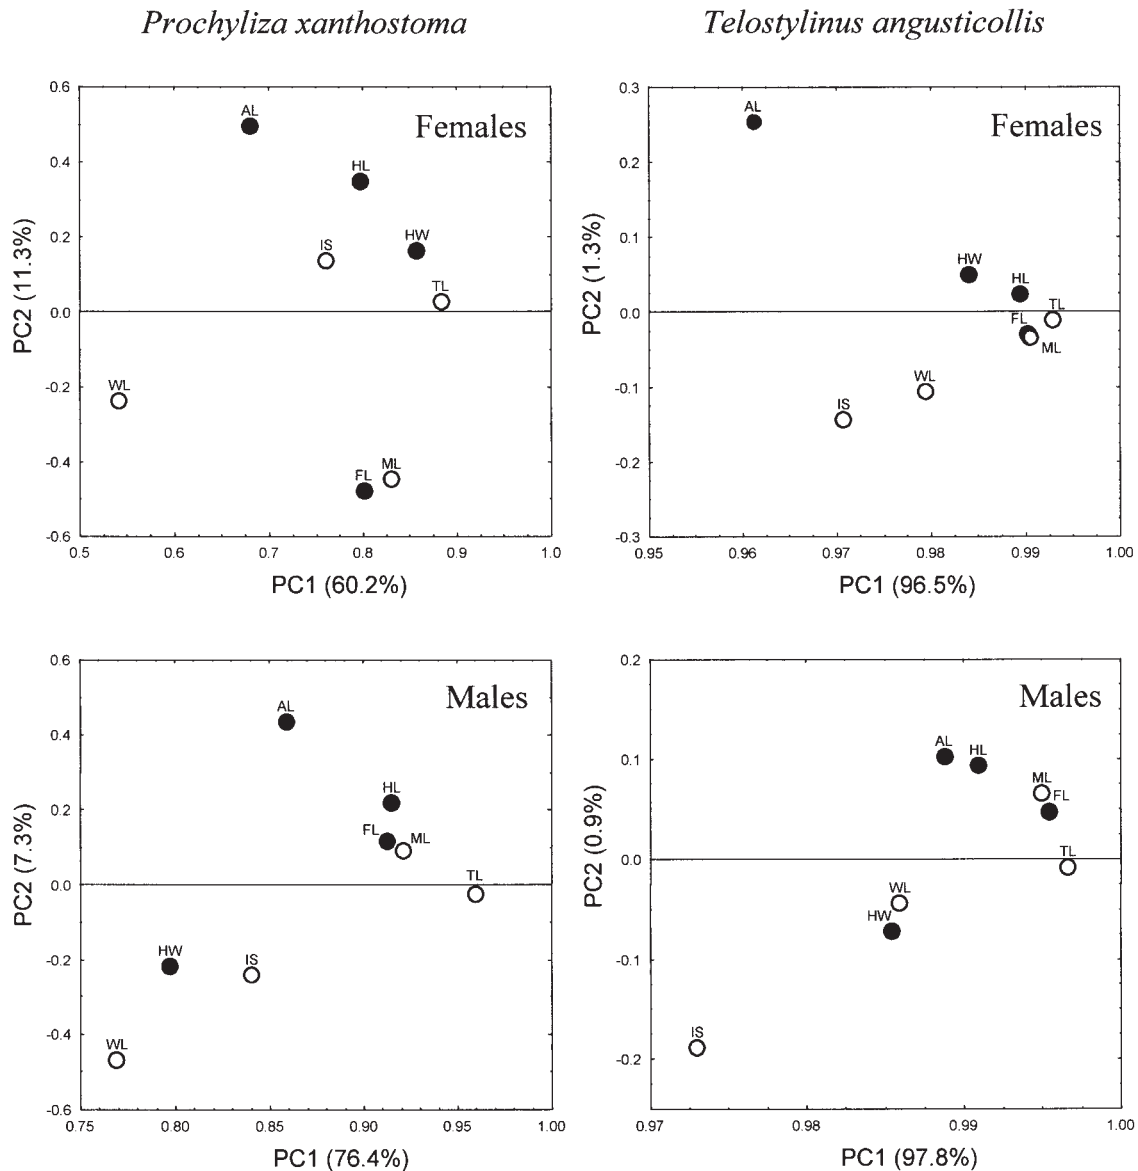 Prochyliza xanthostoma
Telostylinus angusticollis
0.6
0.4
0.2
0.0
-0.2
-0.4
-0.6
PC2 (11.3%)
Females
AL
HL
HW
IS
TL
WL
ML
FL
0.5
0.6
0.7
0.8
0.9
1.0
PC1 (60.2%)
0.3
0.2
0.1
0.0
-0.1
-0.2
-0.3
PC2 (1.3%)
Females
AL
HW
HL
TL
FL
ML
WL
IS
0.95
0.96
0.97
0.98
0.99
1.00
PC1 (96.5%)
0.6
0.4
0.2
0.0
-0.2
-0.4
-0.6
PC2 (7.3%)
Males
AL
HL
FL
ML
TL
HW
IS
WL
0.75
0.80
0.85
0.90
0.95
1.00
PC1 (76.4%)
0.2
0.1
0.0
-0.1
-0.2
PC2 (0.9%)
Males
AL
HL
ML
FL
TL
WL
HW
IS
0.97
0.98
0.99
1.00
PC1 (97.8%)